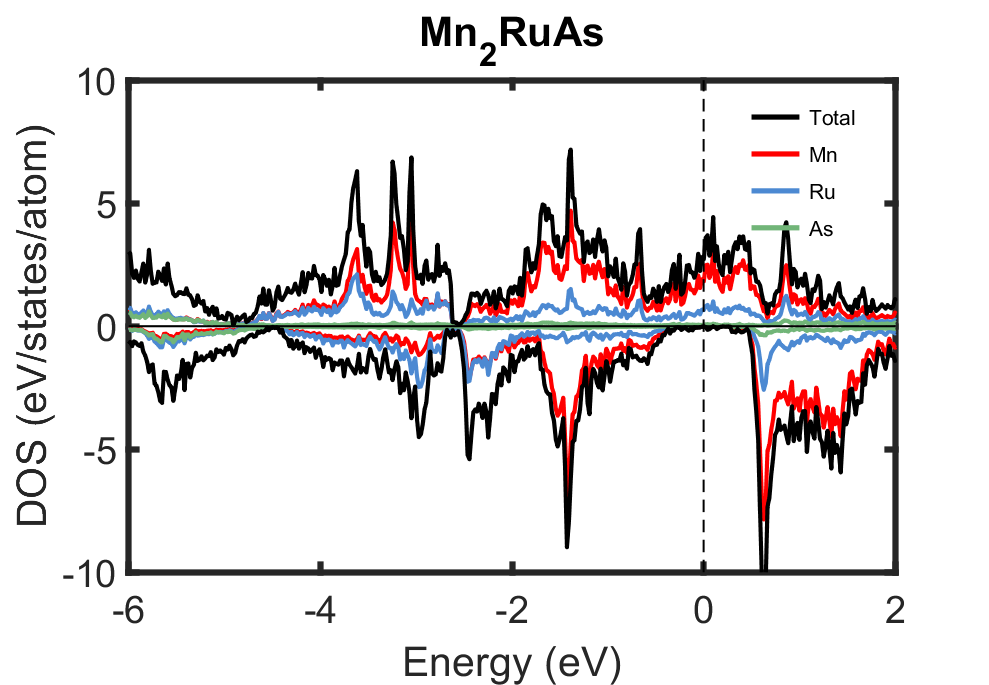 Mn2RuAs
10
5
0
-5
-10
DOS (eV/states/atom)
Total
Mn
Ru
As
-6 -4 -2 0 2
Energy (eV)